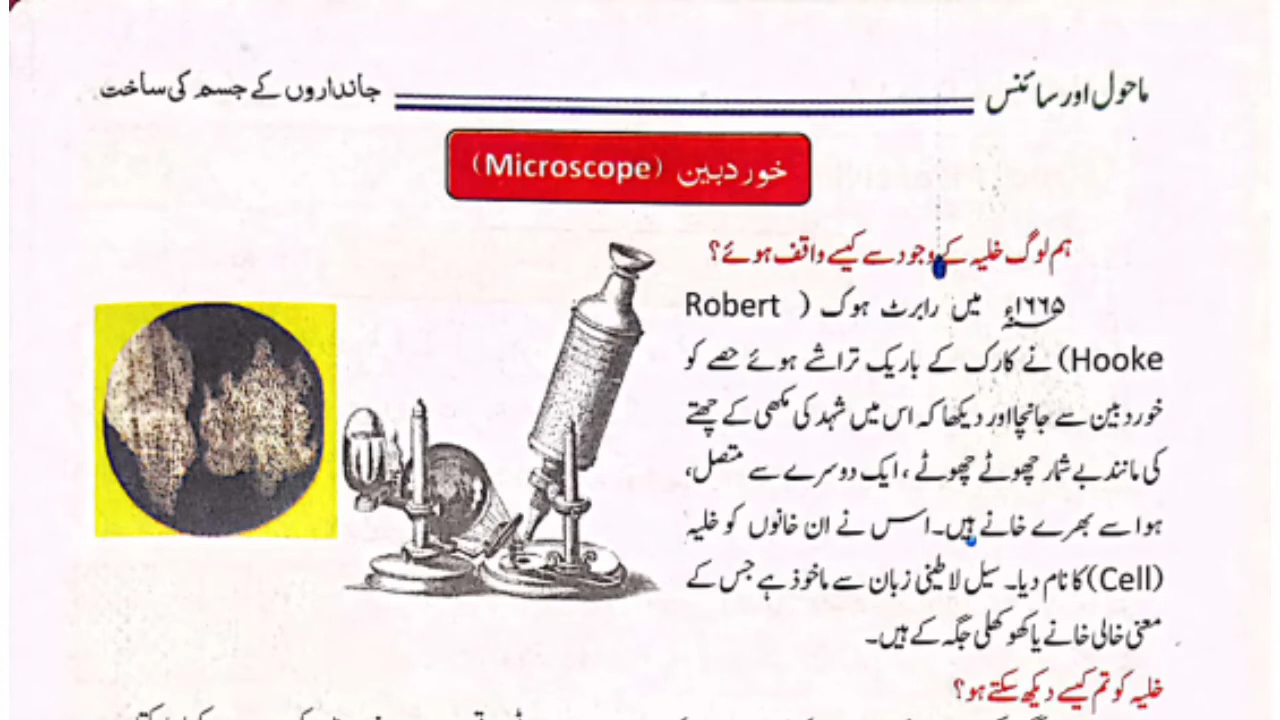 ماحول اور سائنس
جانداروں کے جسم کی ساخت
خوردبین (Microscope)
ہم لوگ خلیہ کے وجود سے کیسے واقف ہوئے؟
۱۶۶۵ء میں رابرٹ ہوک (Robert
Hooke) نے کارک کے باریک تراشے ہوئے حصے کو
خوردبین سے جانچا اور دیکھا کہ اس میں شہد کی مکھی کے چھتے
کی مانند بے شمار چھوٹے چھوٹے، ایک دوسرے سے متصل،
ہوا سے بھرے خانے ہیں۔ اس نے ان خانوں کو خلیہ
(Cell) کا نام دیا۔ سیل لاطینی زبان سے ماخوذ ہے جس کے
معنی خالی خانے یا کھوکھلی جگہ کے ہیں۔
خلیہ کو تم کیسے دیکھ سکتے ہو؟